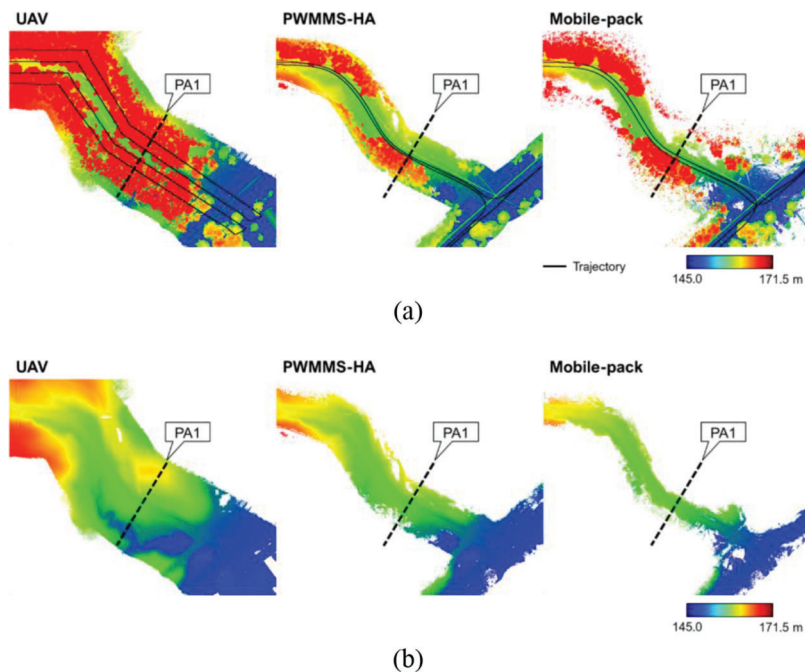 UAV
PWMMS-HA
Mobile-pack
PA1
PA1
PA1
Trajectory
145.0
171.5 m
(a)
UAV
PWMMS-HA
Mobile-pack
PA1
PA1
PA1
145.0
171.5 m
(b)